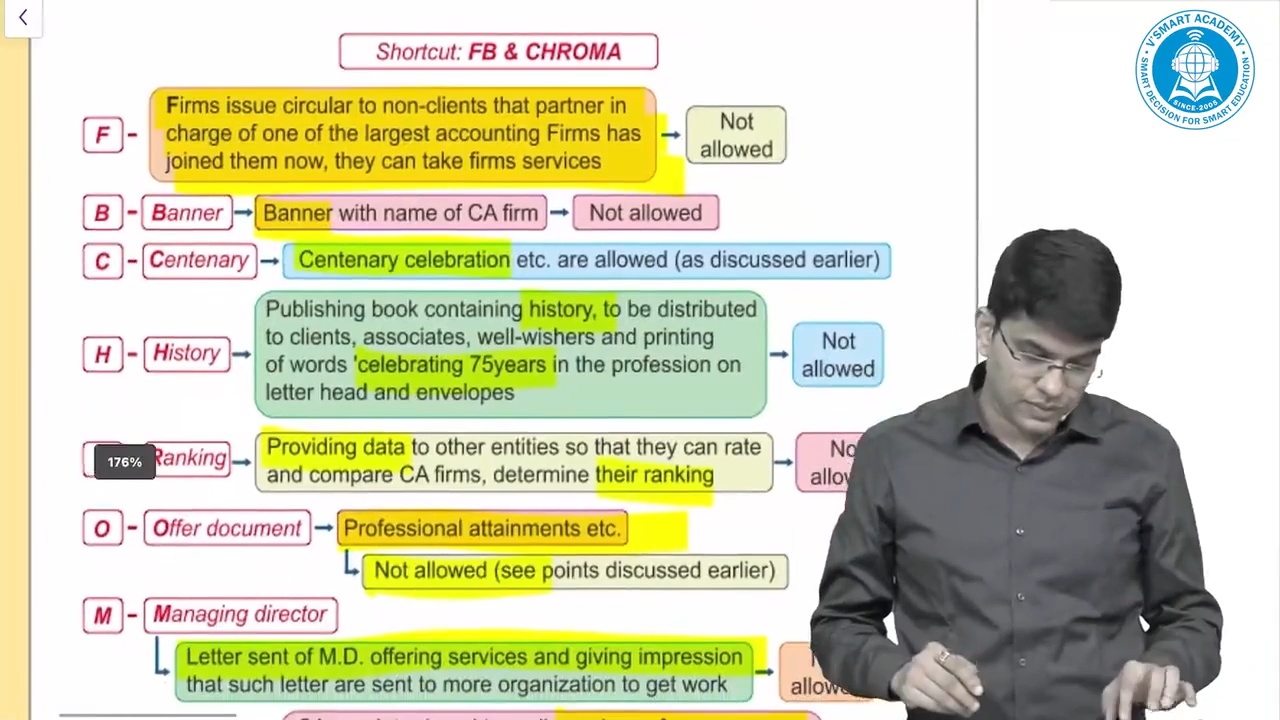 Shortcut: FB & CHROMA
F - Firms issue circular to non-clients that partner in
charge of one of the largest accounting Firms has
joined them now, they can take firms services
Not
allowed
B - Banner Banner with name of CA firm Not allowed
C - Centenary Centenary celebration etc. are allowed (as discussed earlier)
H - History
Publishing book containing history, to be distributed
to clients, associates, well-wishers and printing
of words 'celebrating 75years in the profession on
letter head and envelopes
Not
allowed
176% Ranking
Providing data to other entities so that they can rate
and compare CA firms, determine their ranking
O - Offer document Professional attainments etc.
Not allowed (see points discussed earlier)
M - Managing director
Letter sent of M.D. offering services and giving impression
that such letter are sent to more organization to get work
V'SMART ACADEMY
SINCE-2005
SMART DECISION FOR SMART EDUCATION